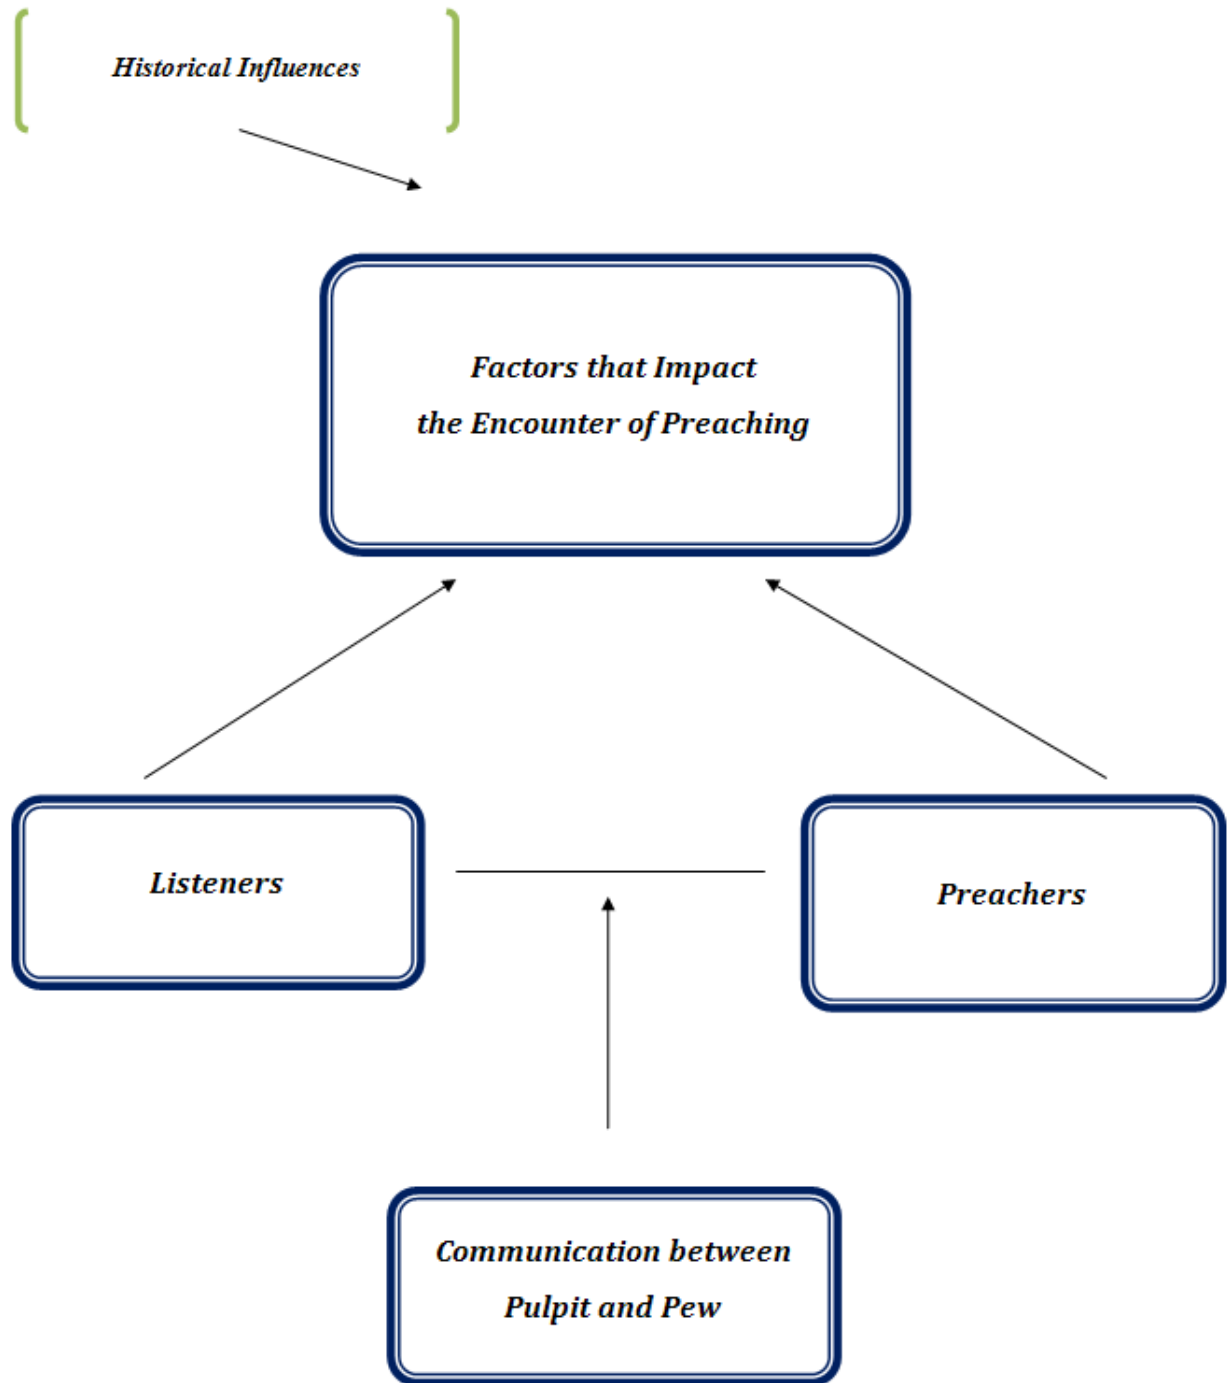 Historical Influences
Factors that Impact
the Encounter of Preaching
Listeners
Preachers
Communication between
Pulpit and Pew